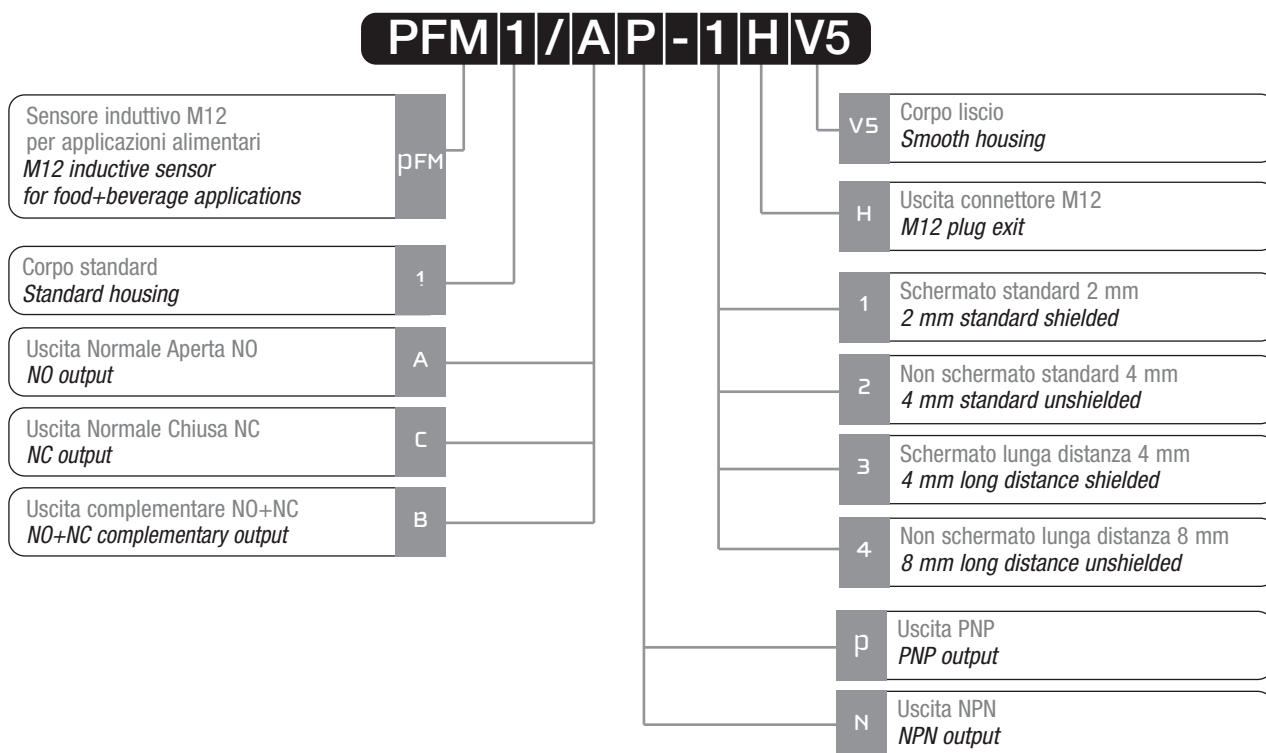 PFM1/AP-1HV5
Sensore induttivo M12
per applicazioni alimentari
M12 inductive sensor
for food+beverage applications
PFM
Corpo standard
Standard housing
1
Uscita Normale Aperta NO
NO output
A
Uscita Normale Chiusa NC
NC output
C
Uscita complementare NO+NC
NO+NC complementary output
B
V5
Corpo liscio
Smooth housing
H
Uscita connettore M12
M12 plug exit
1
Schermato standard 2 mm
2 mm standard shielded
2
Non schermato standard 4 mm
4 mm standard unshielded
3
Schermato lunga distanza 4 mm
4 mm long distance shielded
4
Non schermato lunga distanza 8 mm
8 mm long distance unshielded
P
Uscita PNP
PNP output
N
Uscita NPN
NPN output